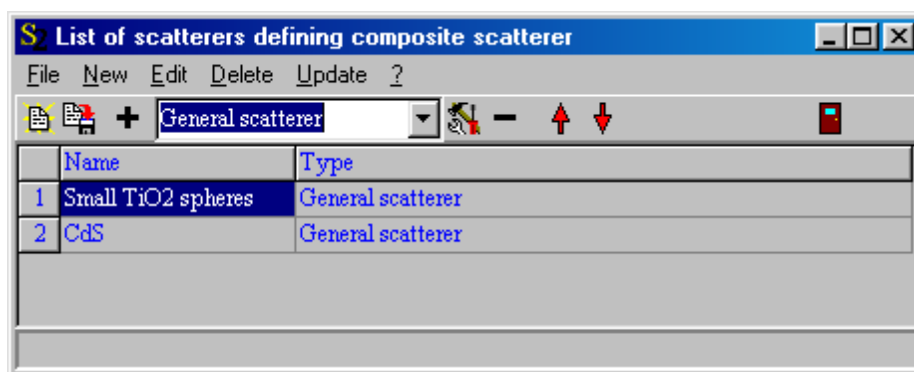 S2 List of scatterers defining composite scatterer
File New Edit Delete Update ?
General scatterer
Name Type
1 Small TiO2 spheres General scatterer
2 CdS General scatterer